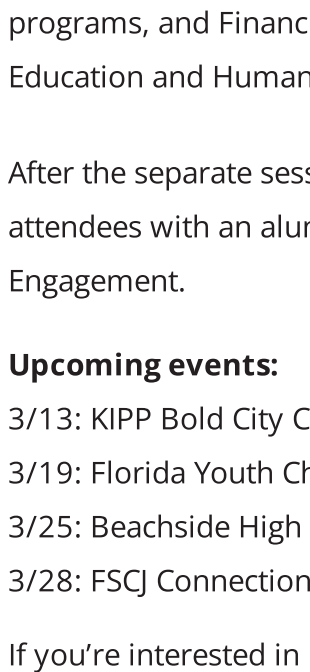 programs, and Financ
Education and Human
After the separate sess
attendees with an alur
Engagement.
Upcoming events:
3/13: KIPP Bold City C
3/19: Florida Youth Ch
3/25: Beachside High
3/28: FSCJ Connection
If you’re interested in